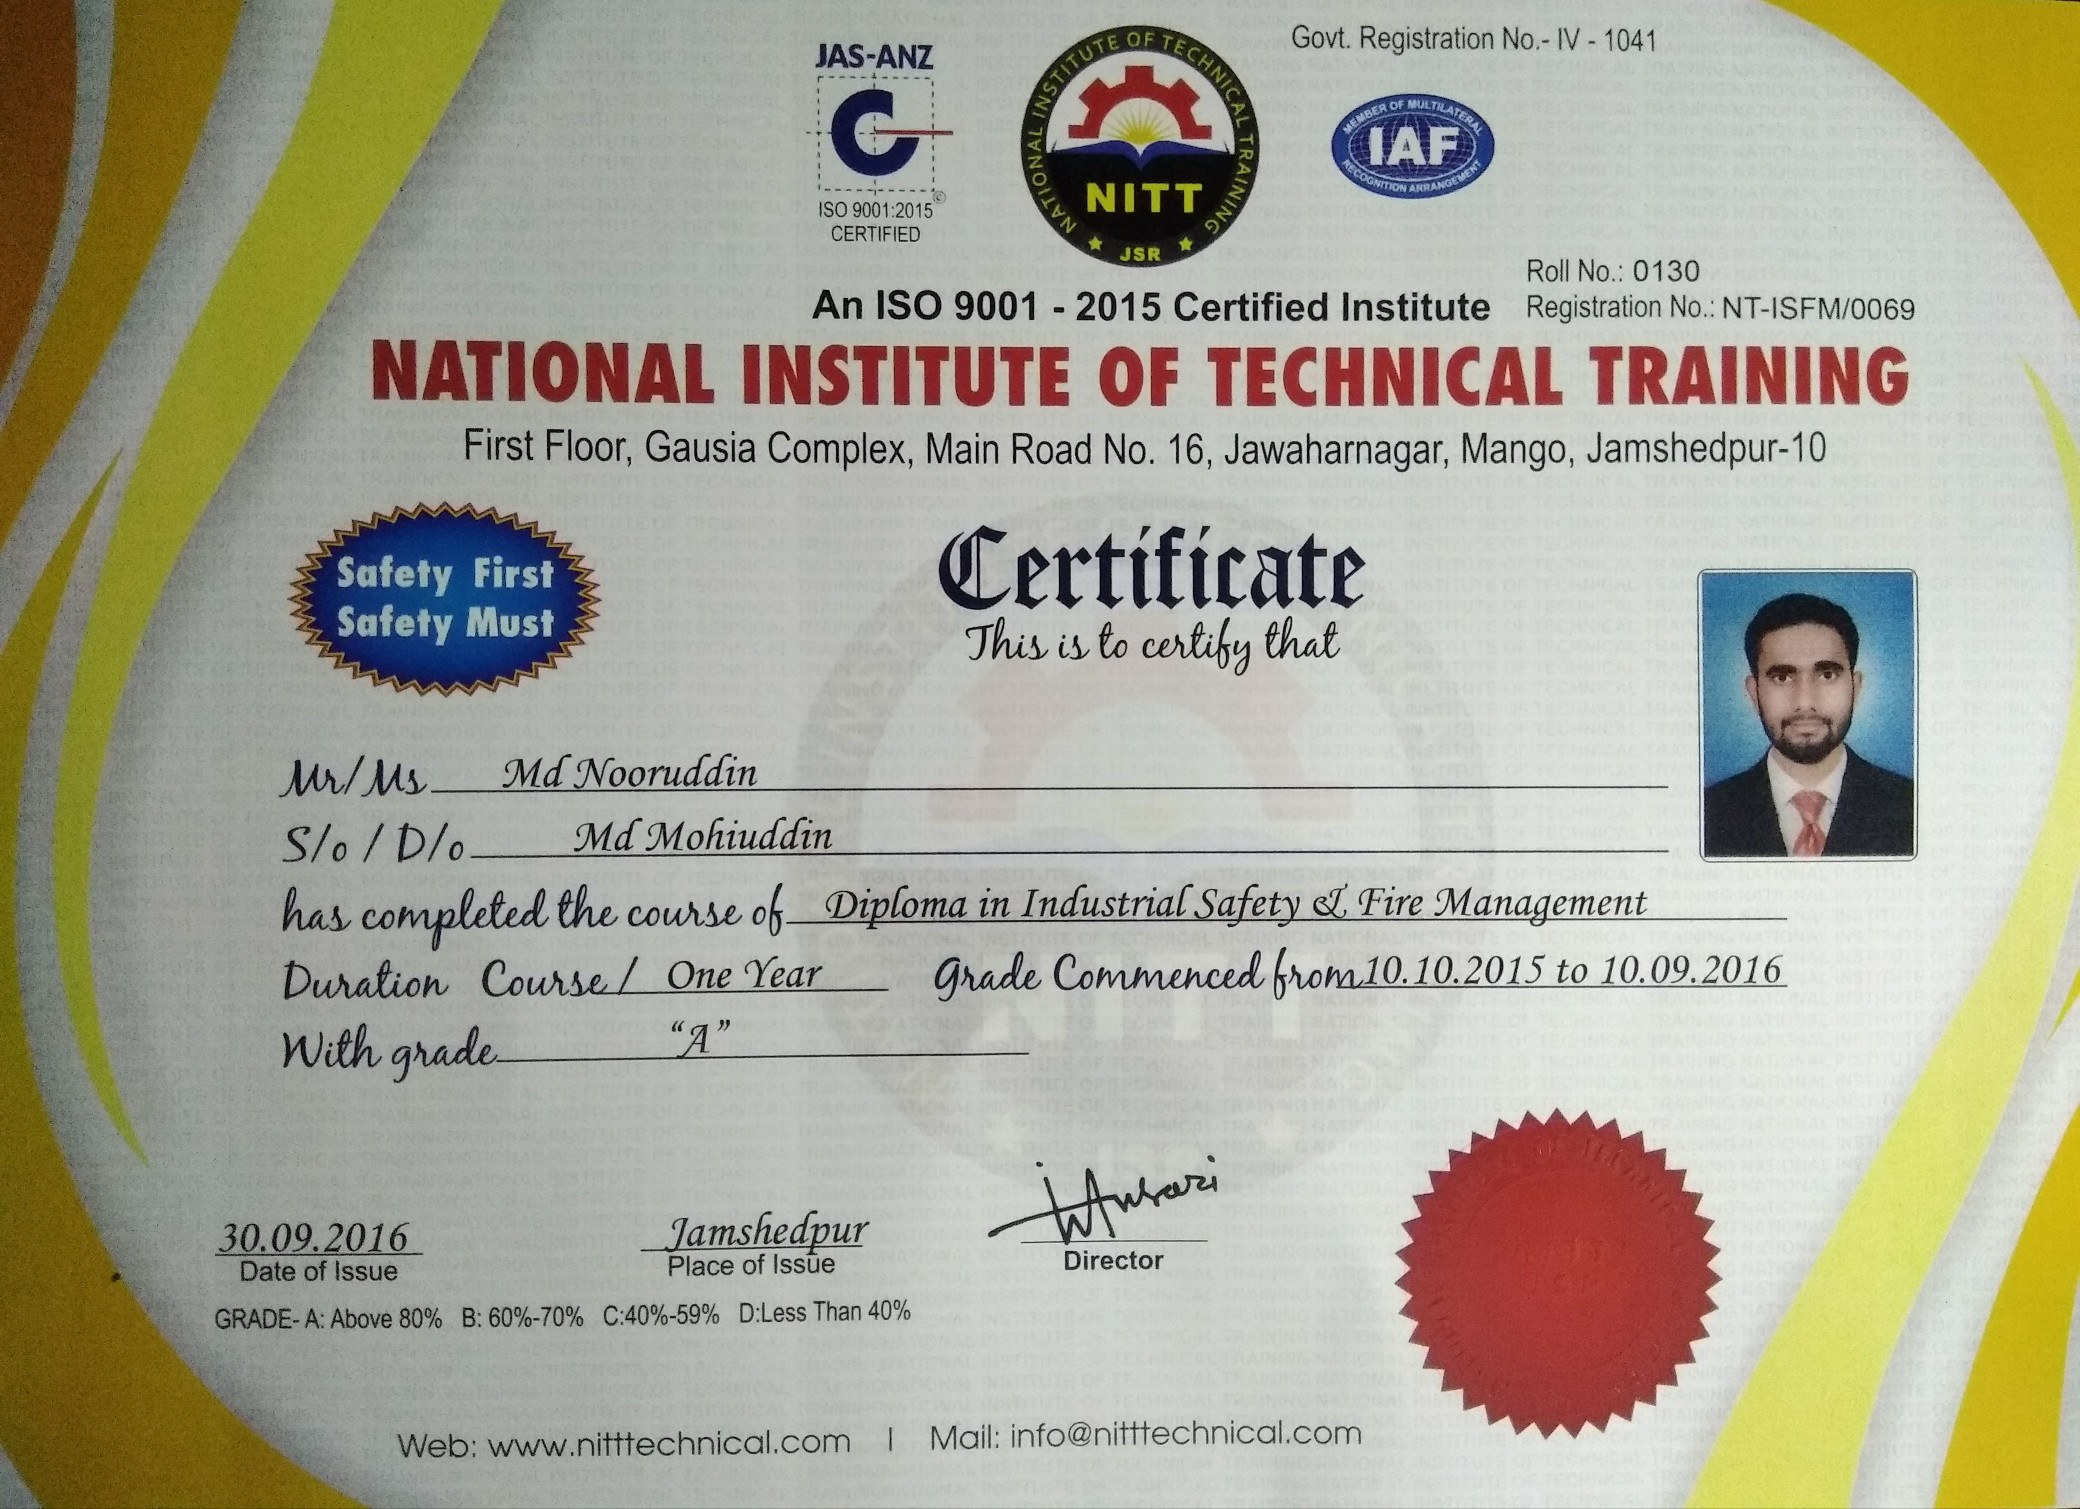 Govt. Registration No.- IV - 1041
JAS-ANZ
ISO 9001:2015
CERTIFIED
©
NATIONAL INSTITUTE OF TECHNICAL TRAINING
NITT
JSR
MEMBER OF MULTILATERAL
IAF
RECOGNITION ARRANGEMENT
Roll No.: 0130
An ISO 9001 - 2015 Certified Institute
Registration No.: NT-ISFM/0069
NATIONAL INSTITUTE OF TECHNICAL TRAINING
First Floor, Gausia Complex, Main Road No. 16, Jawaharnagar, Mango, Jamshedpur-10
Safety First
Safety Must
Certificate
This is to certify that
Mr/Ms Md Nooruddin
S/o / D/o Md Mohiuddin
has completed the course of Diploma in Industrial Safety & Fire Management
Duration Course / One Year Grade Commenced from 10.10.2015 to 10.09.2016
With grade "A"
30.09.2016
Date of Issue
Jamshedpur
Place of Issue
Ansari
Director
GRADE- A: Above 80% B: 60%-70% C:40%-59% D:Less Than 40%
Web: www.nitttechnical.com | Mail: info@nitttechnical.com